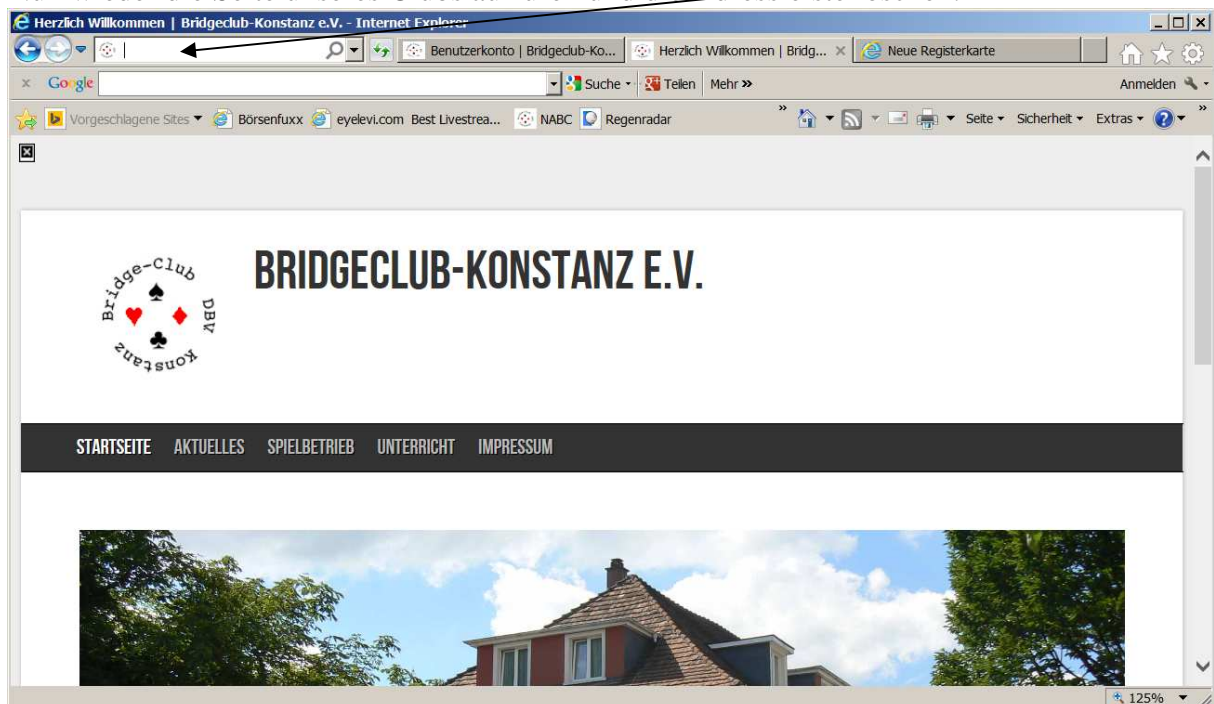 Herzlich Willkommen | Bridgeclub-Konstanz e.V. - Internet Explorer
Benutzerkonto | Bridgeclub-Ko...
Herzlich Willkommen | Bridg...
Neue Registerkarte
Google
Suche
Teilen
Mehr »
Anmelden
Vorgeschlagene Sites
Börsenfuxx
eyelevi.com Best Livestrea...
NABC
Regenradar
»
Seite
Sicherheit
Extras
»
Bridge-Club
DBV
Konstanz
BRIDGECLUB-KONSTANZ E.V.
STARTSEITE AKTUELLES SPIELBETRIEB UNTERRICHT IMPRESSUM
125%